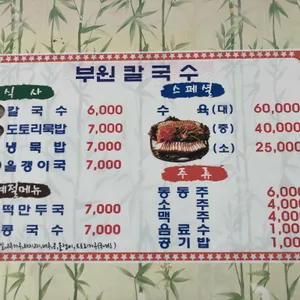 부원 칼국수
식사
칼국수 6,000
도토리묵밥 7,000
냉묵밥 7,000
올갱이국 7,000
계절메뉴
떡만두국 7,000
콩국수 7,000
스페셜
수육(대) 60,000
(중) 40,000
(소) 25,000
주류
동동주 6,000
소주 4,000
맥주 4,000
음료수 1,000
공기밥 1,000